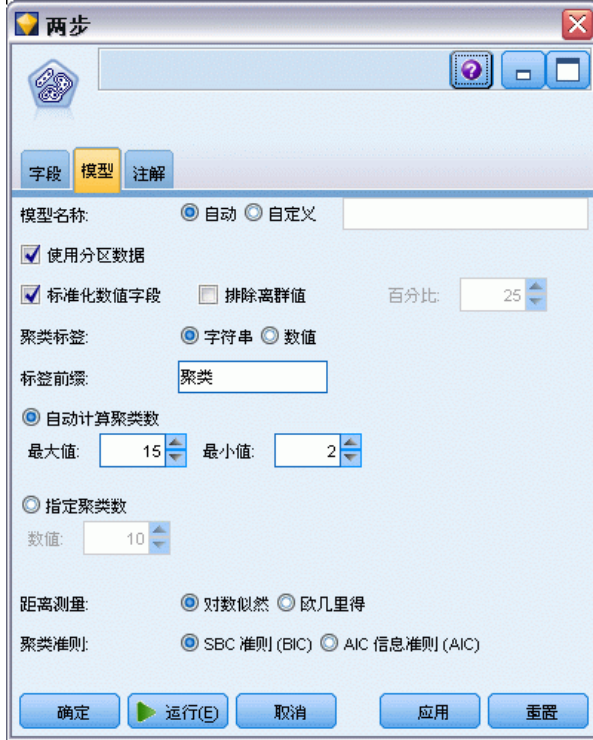 两步
字段 模型 注解
模型名称: 自动 自定义
使用分区数据
标准化数值字段 排除离群值 百分比: 25
聚类标签: 字符串 数值
标签前缀: 聚类
自动计算聚类数
最大值: 15 最小值: 2
指定聚类数
数值: 10
距离测量: 对数似然 欧几里得
聚类准则: SBC 准则 (BIC) AIC 信息准则 (AIC)
确定 运行(E) 取消 应用 重置